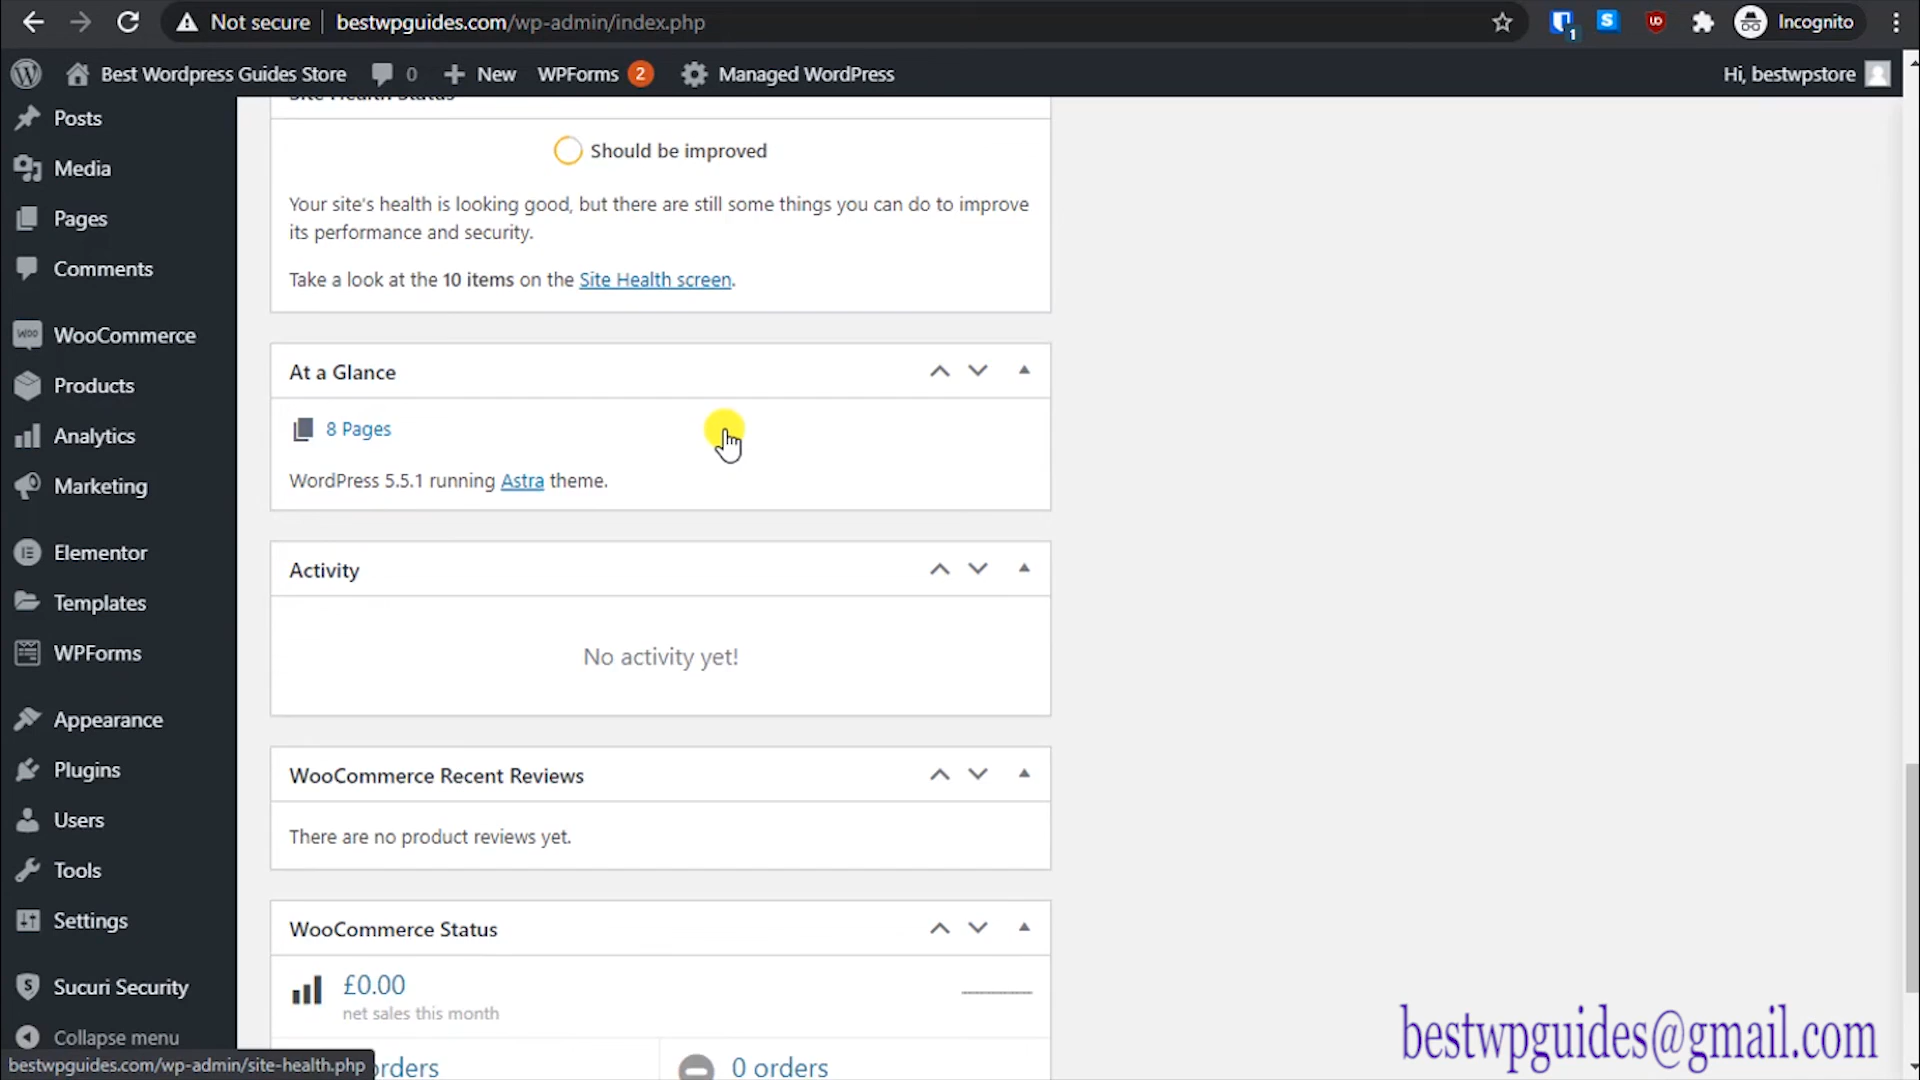 Not secure bestwpguides.com/wp-admin/index.php S UD 1 Incognito
Best Wordpress Guides Store 0 New WPForms 2 Managed WordPress Hi, bestwpstore
Site Health Status
Posts
Should be improved
Media
Your site's health is looking good, but there are still some things you can do to improve
its performance and security.
Pages
Comments
Take a look at the 10 items on the Site Health screen.
WOO WooCommerce
At a Glance
Products
8 Pages
Analytics
WordPress 5.5.1 running Astra theme.
Marketing
Elementor
Activity
Templates
No activity yet!
WPForms
Appearance
WooCommerce Recent Reviews
Plugins
Users
There are no product reviews yet.
Tools
Settings
WooCommerce Status
Sucuri Security
£0.00
net sales this month
Collapse menu
bestwpguides.com/wp-admin/site-health.php
orders
0 orders
bestwpguides@gmail.com